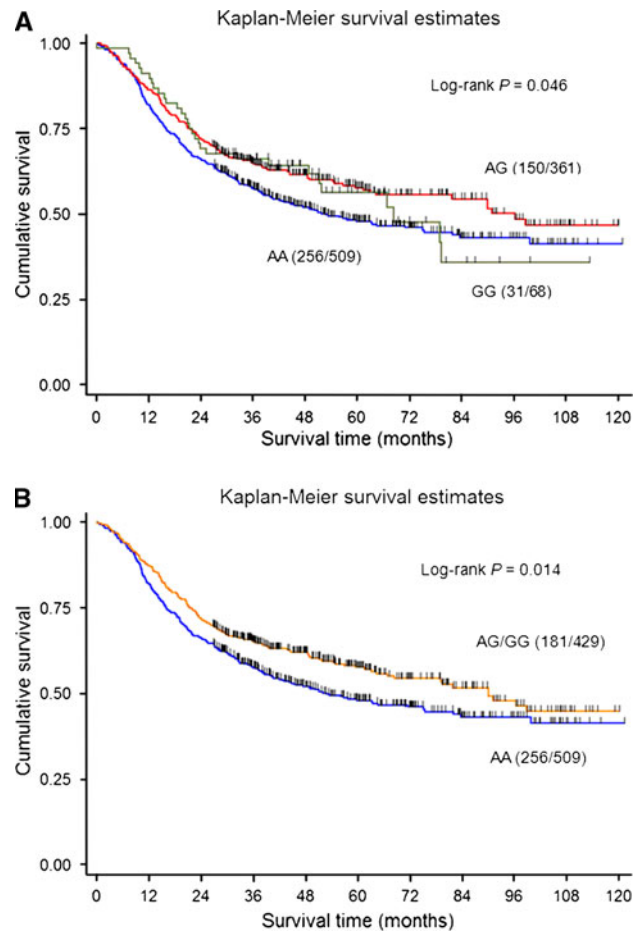 A
Kaplan-Meier survival estimates
1.00
0.75
0.50
0.25
0.00
Cumulative survival
Log-rank P = 0.046
AG (150/361)
AA (256/509)
GG (31/68)
0 12 24 36 48 60 72 84 96 108 120
Survival time (months)
B
Kaplan-Meier survival estimates
1.00
0.75
0.50
0.25
0.00
Cumulative survival
Log-rank P = 0.014
AG/GG (181/429)
AA (256/509)
0 12 24 36 48 60 72 84 96 108 120
Survival time (months)